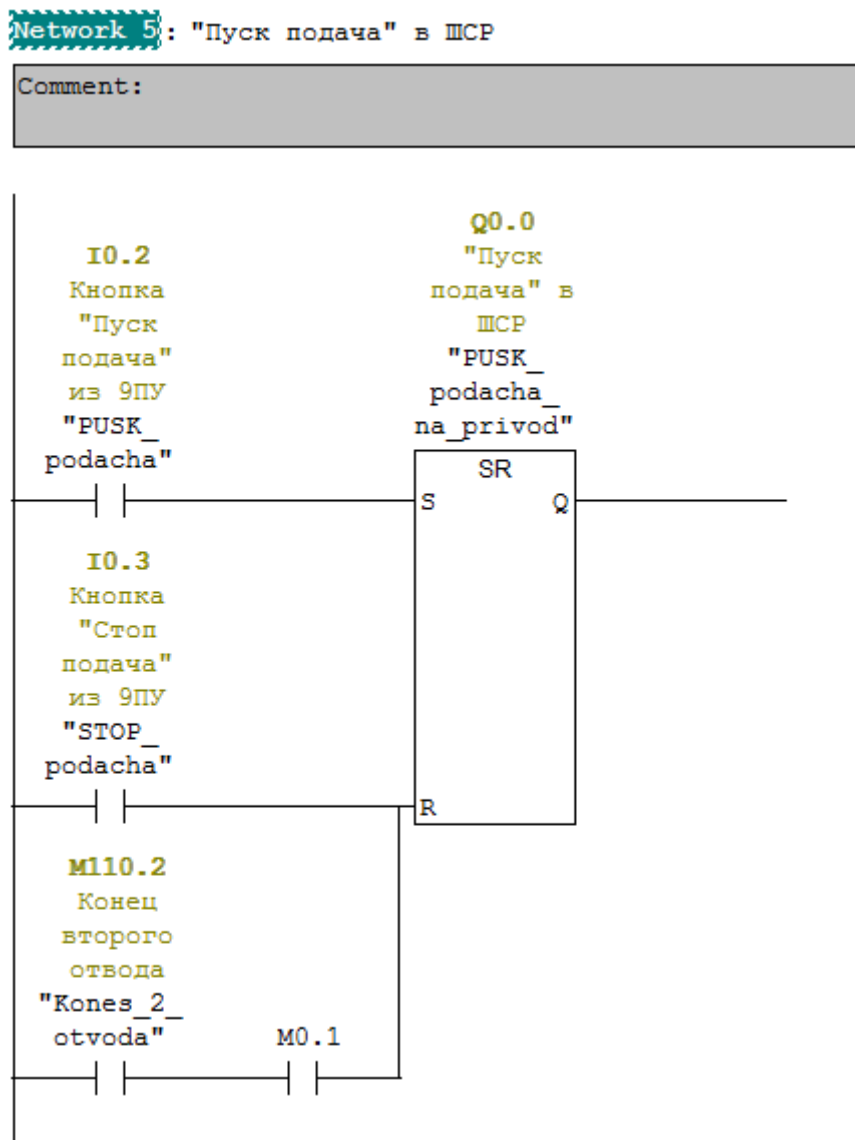 Network 5: "Пуск подача" в ШСР
Comment:
Q0.0
"Пуск
подача" в
ШСР
"PUSK_
podacha_
na_privod"
I0.2
Кнопка
"Пуск
подача"
из 9ПУ
"PUSK_
podacha"
SR
S
Q
I0.3
Кнопка
"Стоп
подача"
из 9ПУ
"STOP_
podacha"
R
M110.2
Конец
второго
отвода
"Kones_2_
otvoda"
M0.1